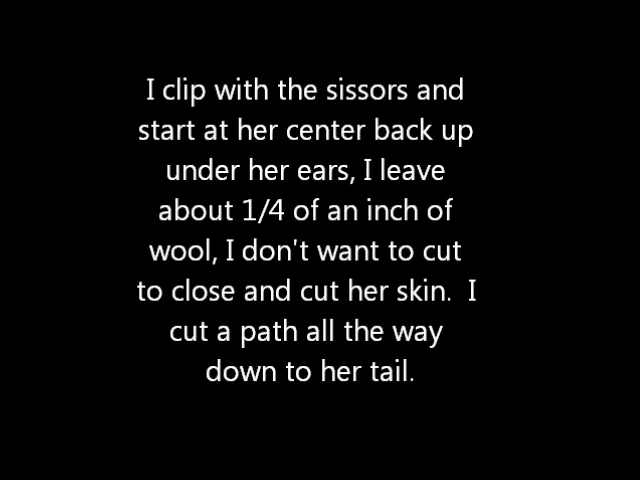 I clip with the sissors and
start at her center back up
under her ears, I leave
about 1/4 of an inch of
wool, I don't want to cut
to close and cut her skin.  I
cut a path all the way
down to her tail.